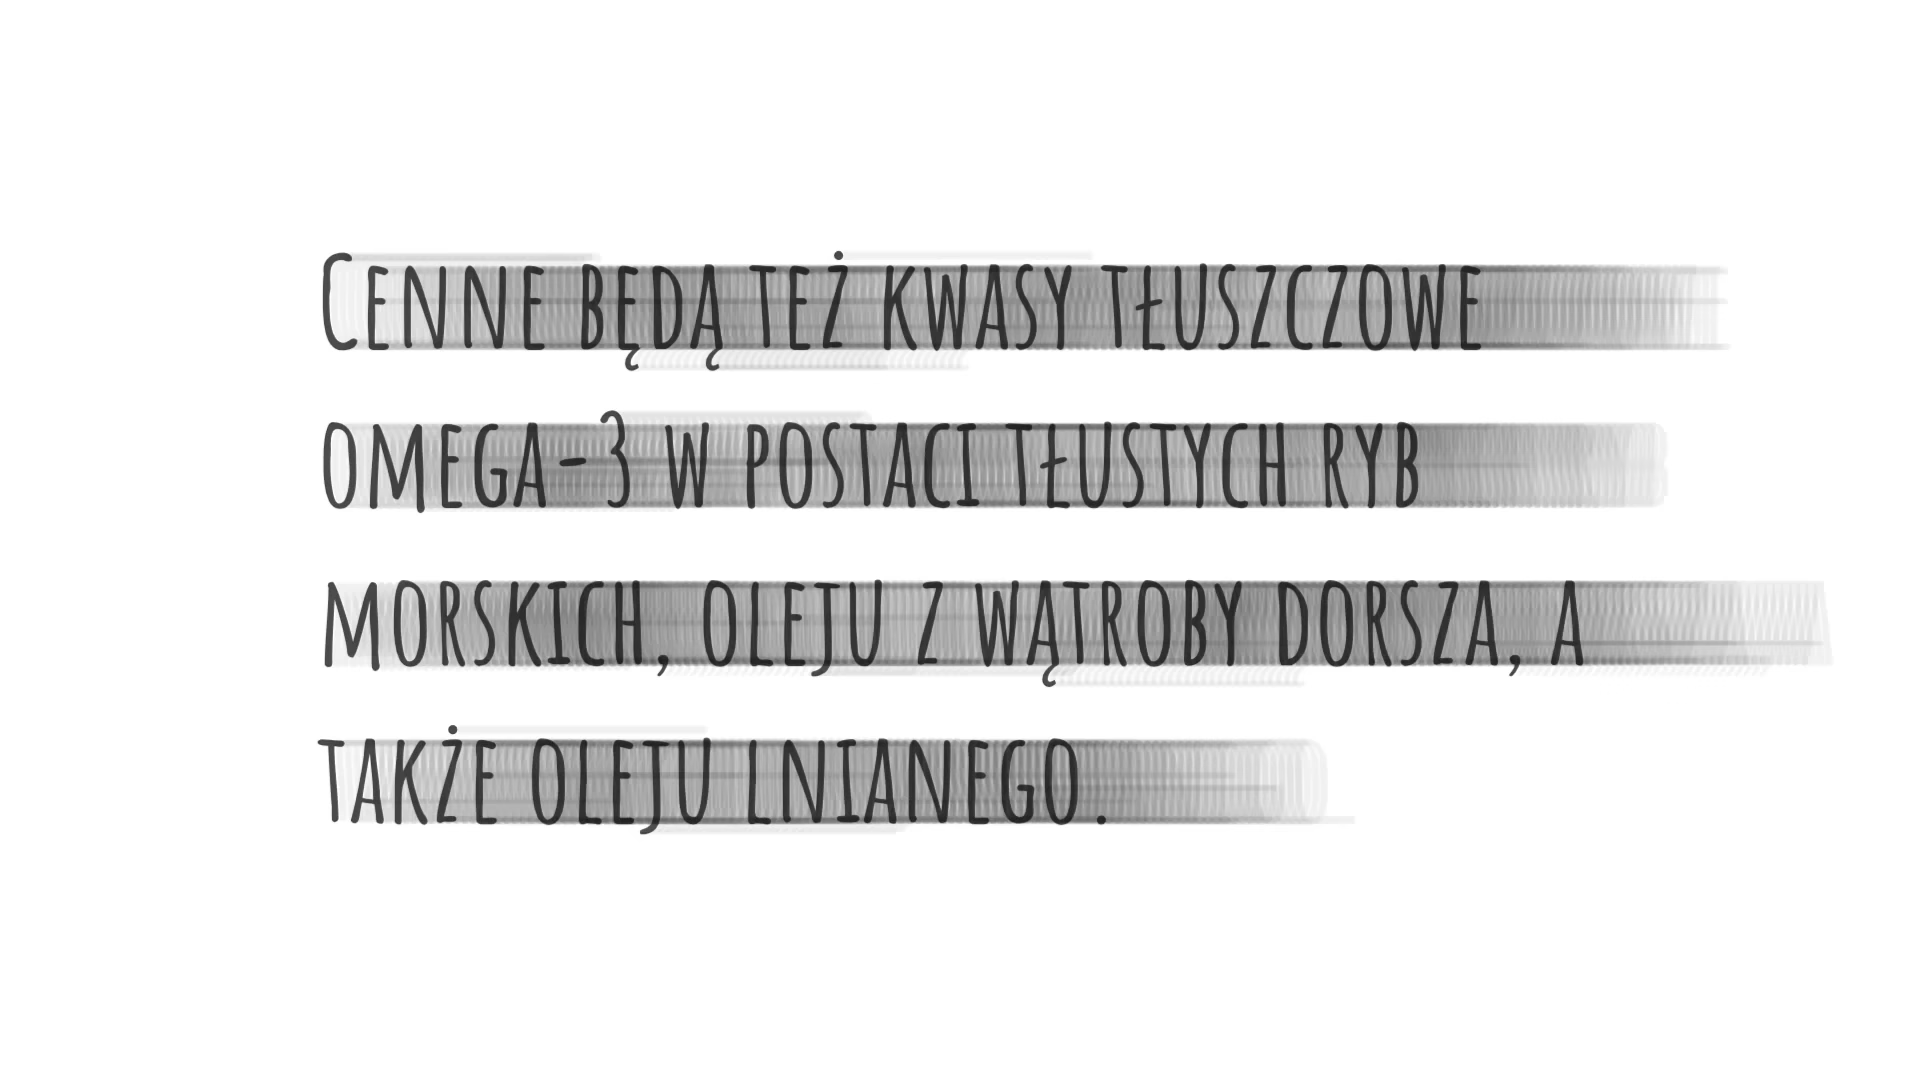 Cenne będą też kwasy tłuszczowe
omega-3 w postaci tłustych ryb
morskich, oleju z wątroby dorsza, a
także oleju lnianego.